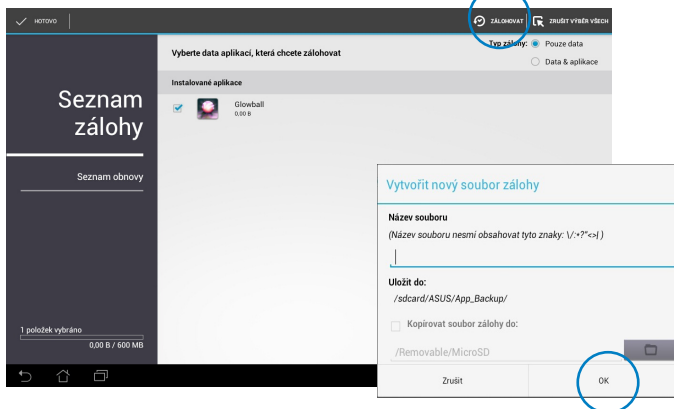 HOTOVO
ZÁLOHOVAT
ZRUŠIT VÝBĚR VŠECH
Vyberte data aplikací, která chcete zálohovat
Typ zálohy:
Pouze data
Data & aplikace
Instalované aplikace
Seznam
zálohy
Glowball
0.00 B
Seznam obnovy
1 položek vybráno
0,00 B / 600 MB
Vytvořit nový soubor zálohy
Název souboru
(Název souboru nesmí obsahovat tyto znaky: \/:*?"<>| )
Uložit do:
/sdcard/ASUS/App_Backup/
Kopírovat soubor zálohy do:
/Removable/MicroSD
Zrušit
OK